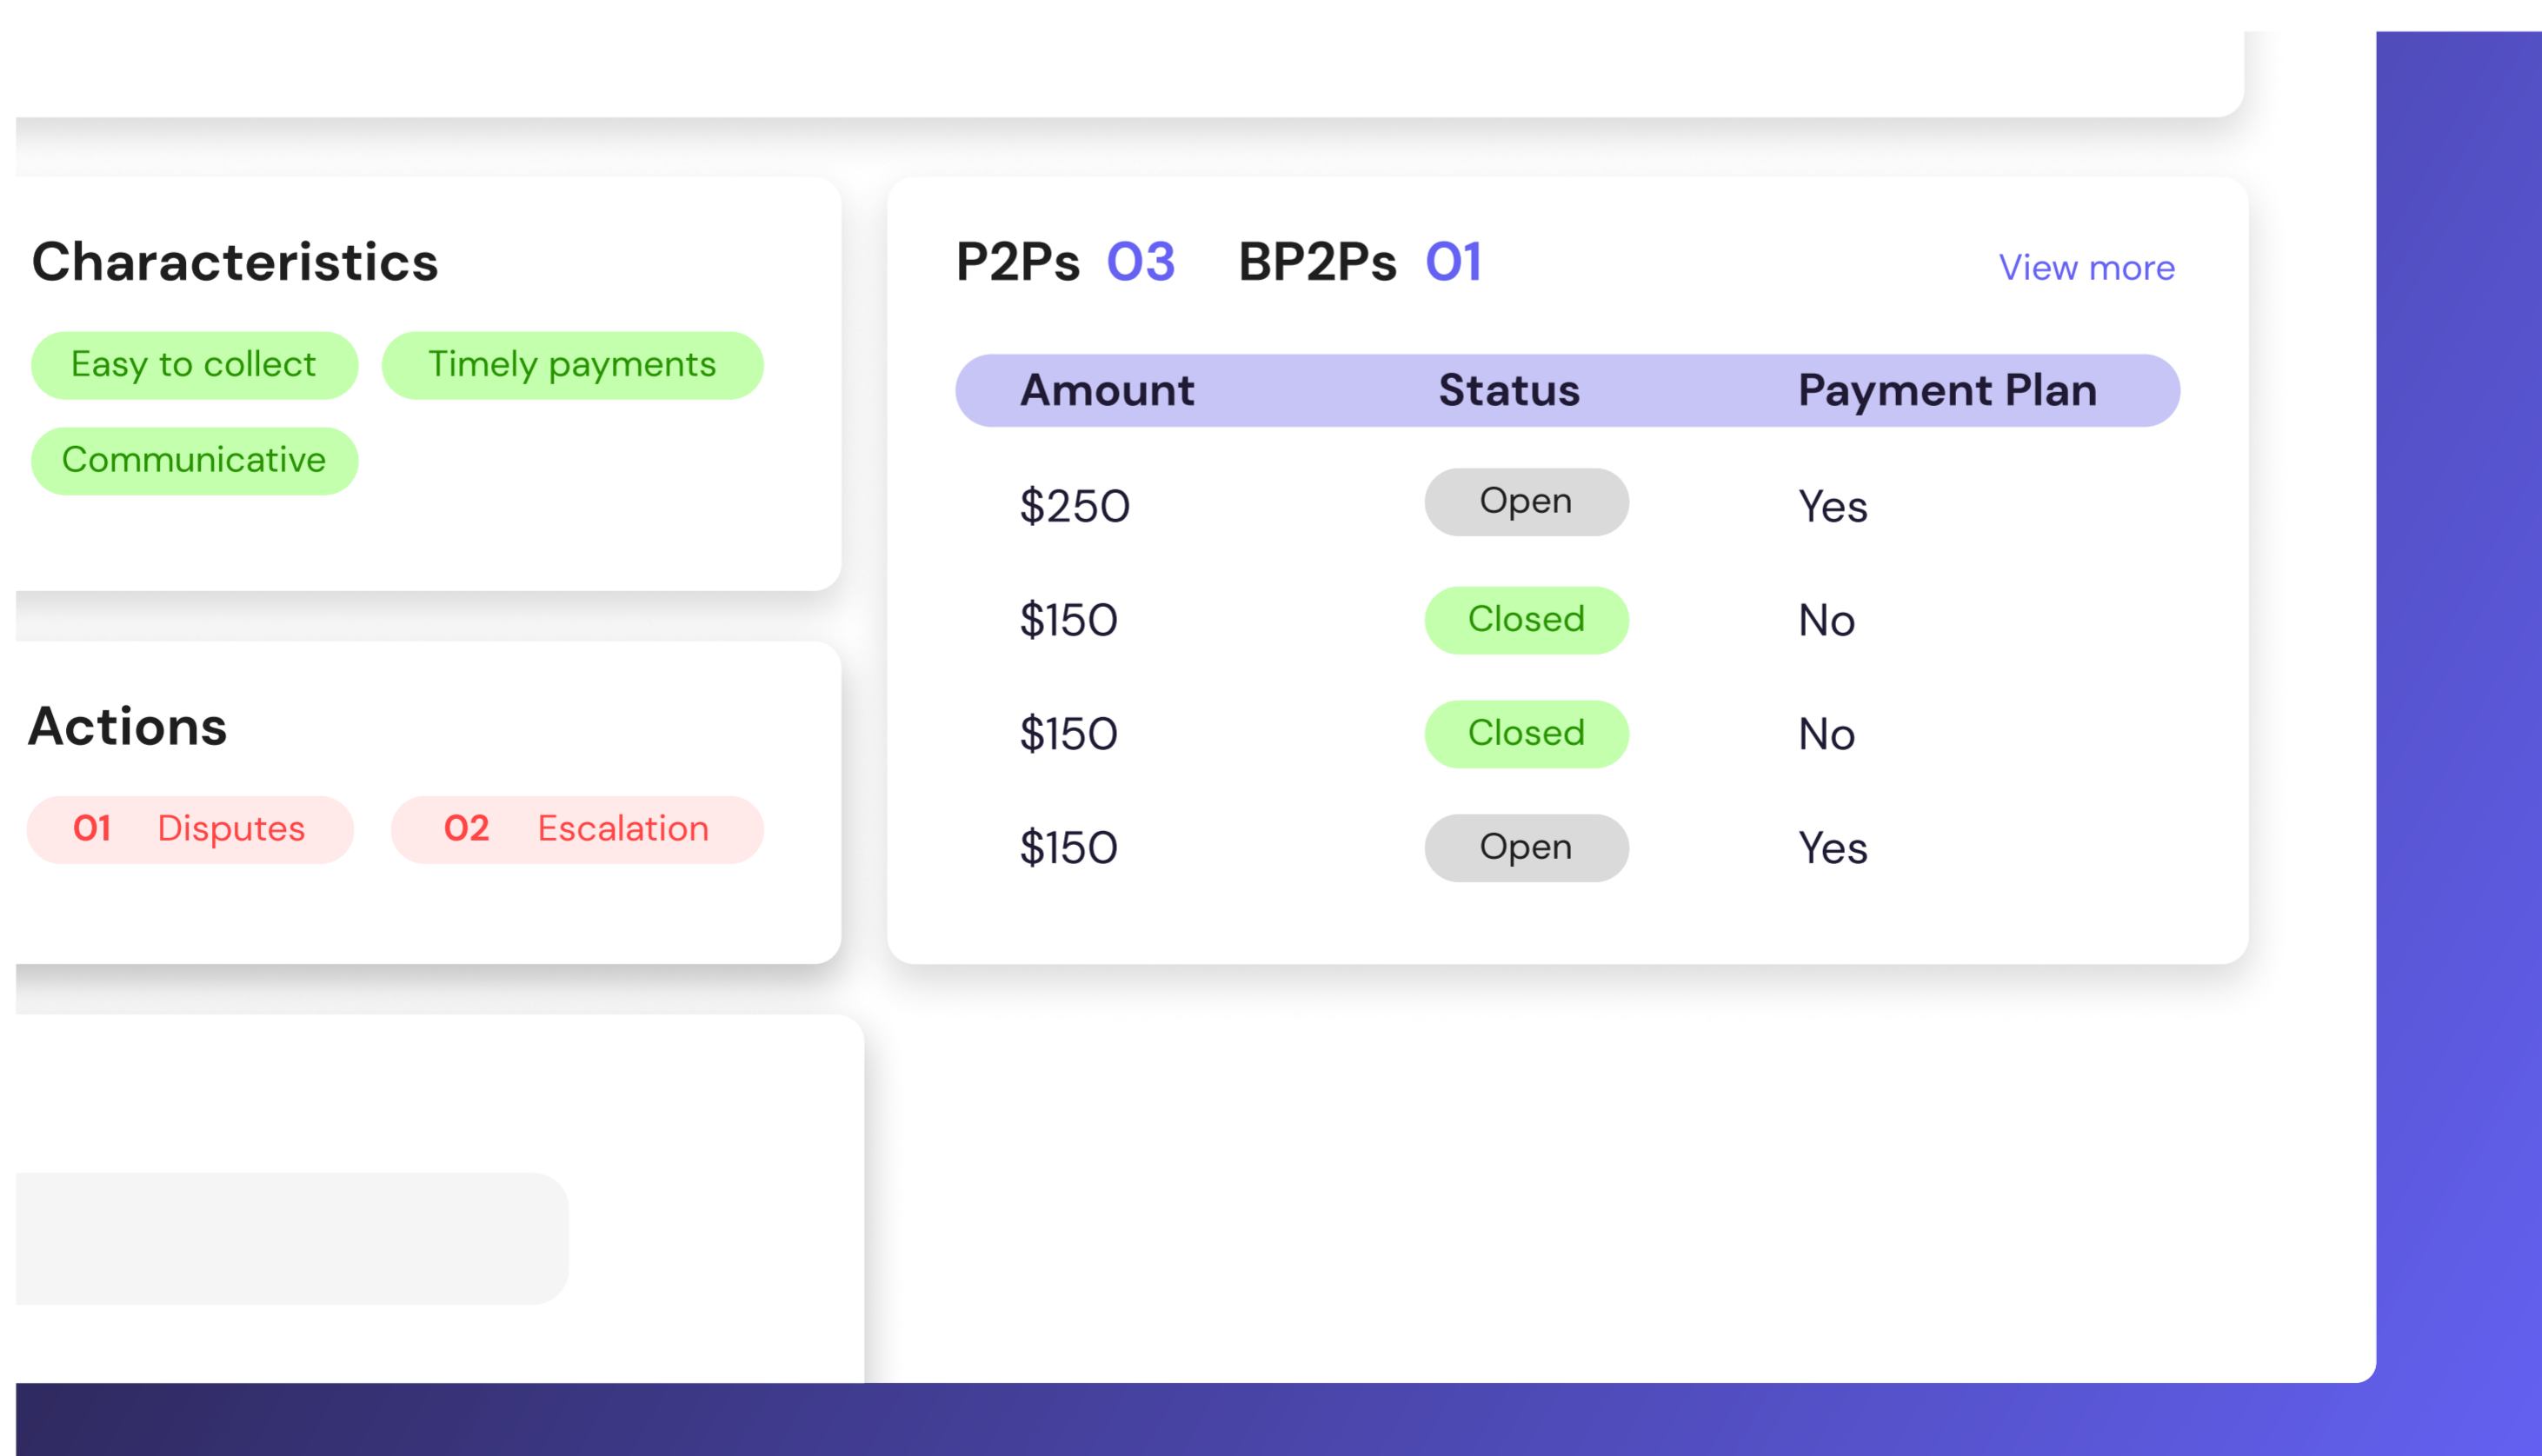 Characteristics
Easy to collect Timely payments
Communicative
Actions
01 Disputes 02 Escalation
P2Ps 03 BP2Ps 01 View more
Amount Status Payment Plan
$250 Open Yes
$150 Closed No
$150 Closed No
$150 Open Yes